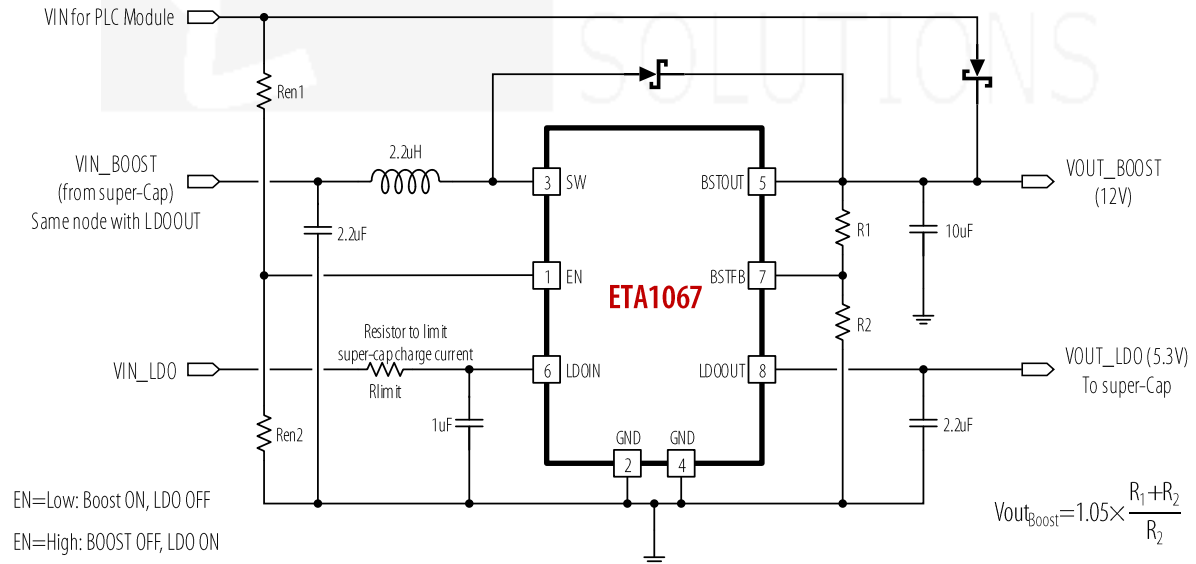 SOLUTIONS
VIN for PLC Module
Ren1
2.2uH
VIN_BOOST
(from super-Cap)
Same node with LDOOUT
3 SW
BSTOUT 5
VOUT_BOOST
(12V)
2.2uF
R1
10uF
1 EN
BSTFB 7
ETA1067
R2
Resistor to limit
super-cap charge current
VIN_LDO
Rlimit
6 LDOIN
LDOOUT 8
VOUT_LDO (5.3V)
To super-Cap
Ren2
1uF
2.2uF
GND GND
2 4
EN=Low: Boost ON, LDO OFF
EN=High: BOOST OFF, LDO ON
Vout_Boost=1.05×(R1+R2)/R2